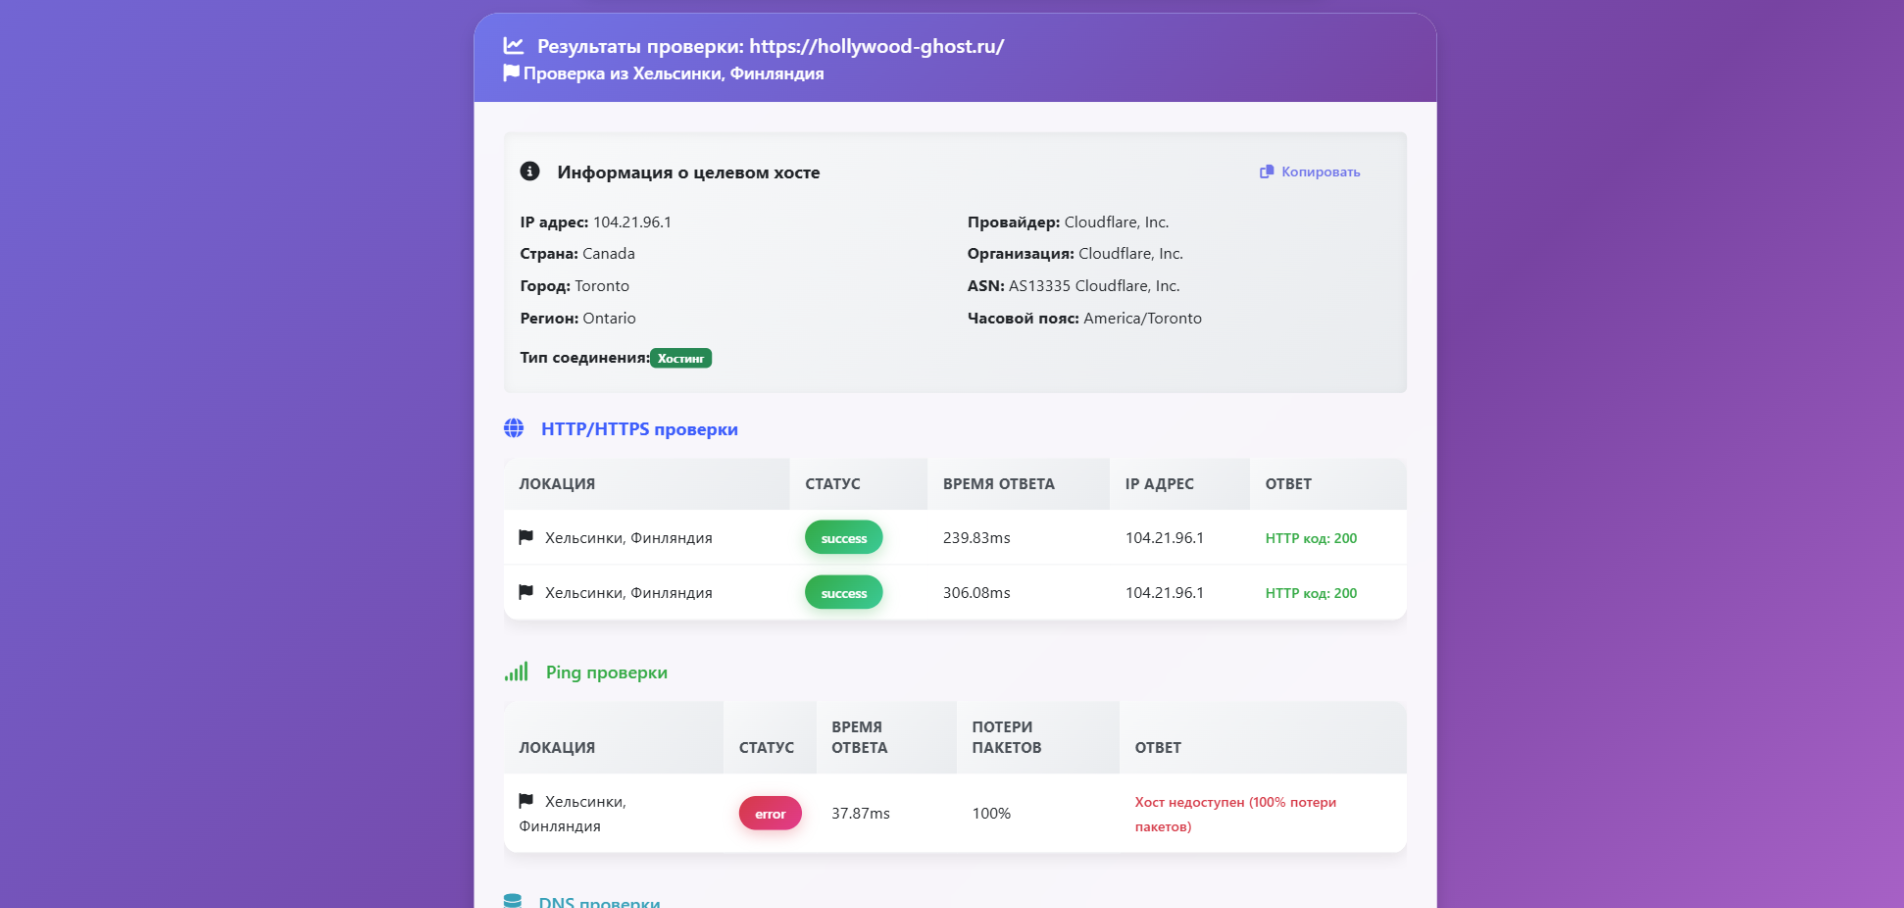 Результаты проверки: https://hollywood-ghost.ru/
Проверка из Хельсинки, Финляндия
Информация о целевом хосте
Копировать
IP адрес: 104.21.96.1
Страна: Canada
Город: Toronto
Регион: Ontario
Тип соединения: Хостинг
Провайдер: Cloudflare, Inc.
Организация: Cloudflare, Inc.
ASN: AS13335 Cloudflare, Inc.
Часовой пояс: America/Toronto
HTTP/HTTPS проверки
ЛОКАЦИЯ СТАТУС ВРЕМЯ ОТВЕТА IP АДРЕС ОТВЕТ
Хельсинки, Финляндия success 239.83ms 104.21.96.1 HTTP код: 200
Хельсинки, Финляндия success 306.08ms 104.21.96.1 HTTP код: 200
Ping проверки
ЛОКАЦИЯ СТАТУС ВРЕМЯ ОТВЕТА ПОТЕРИ ПАКЕТОВ ОТВЕТ
Хельсинки, Финляндия error 37.87ms 100% Хост недоступен (100% потери пакетов)
DNS проверки